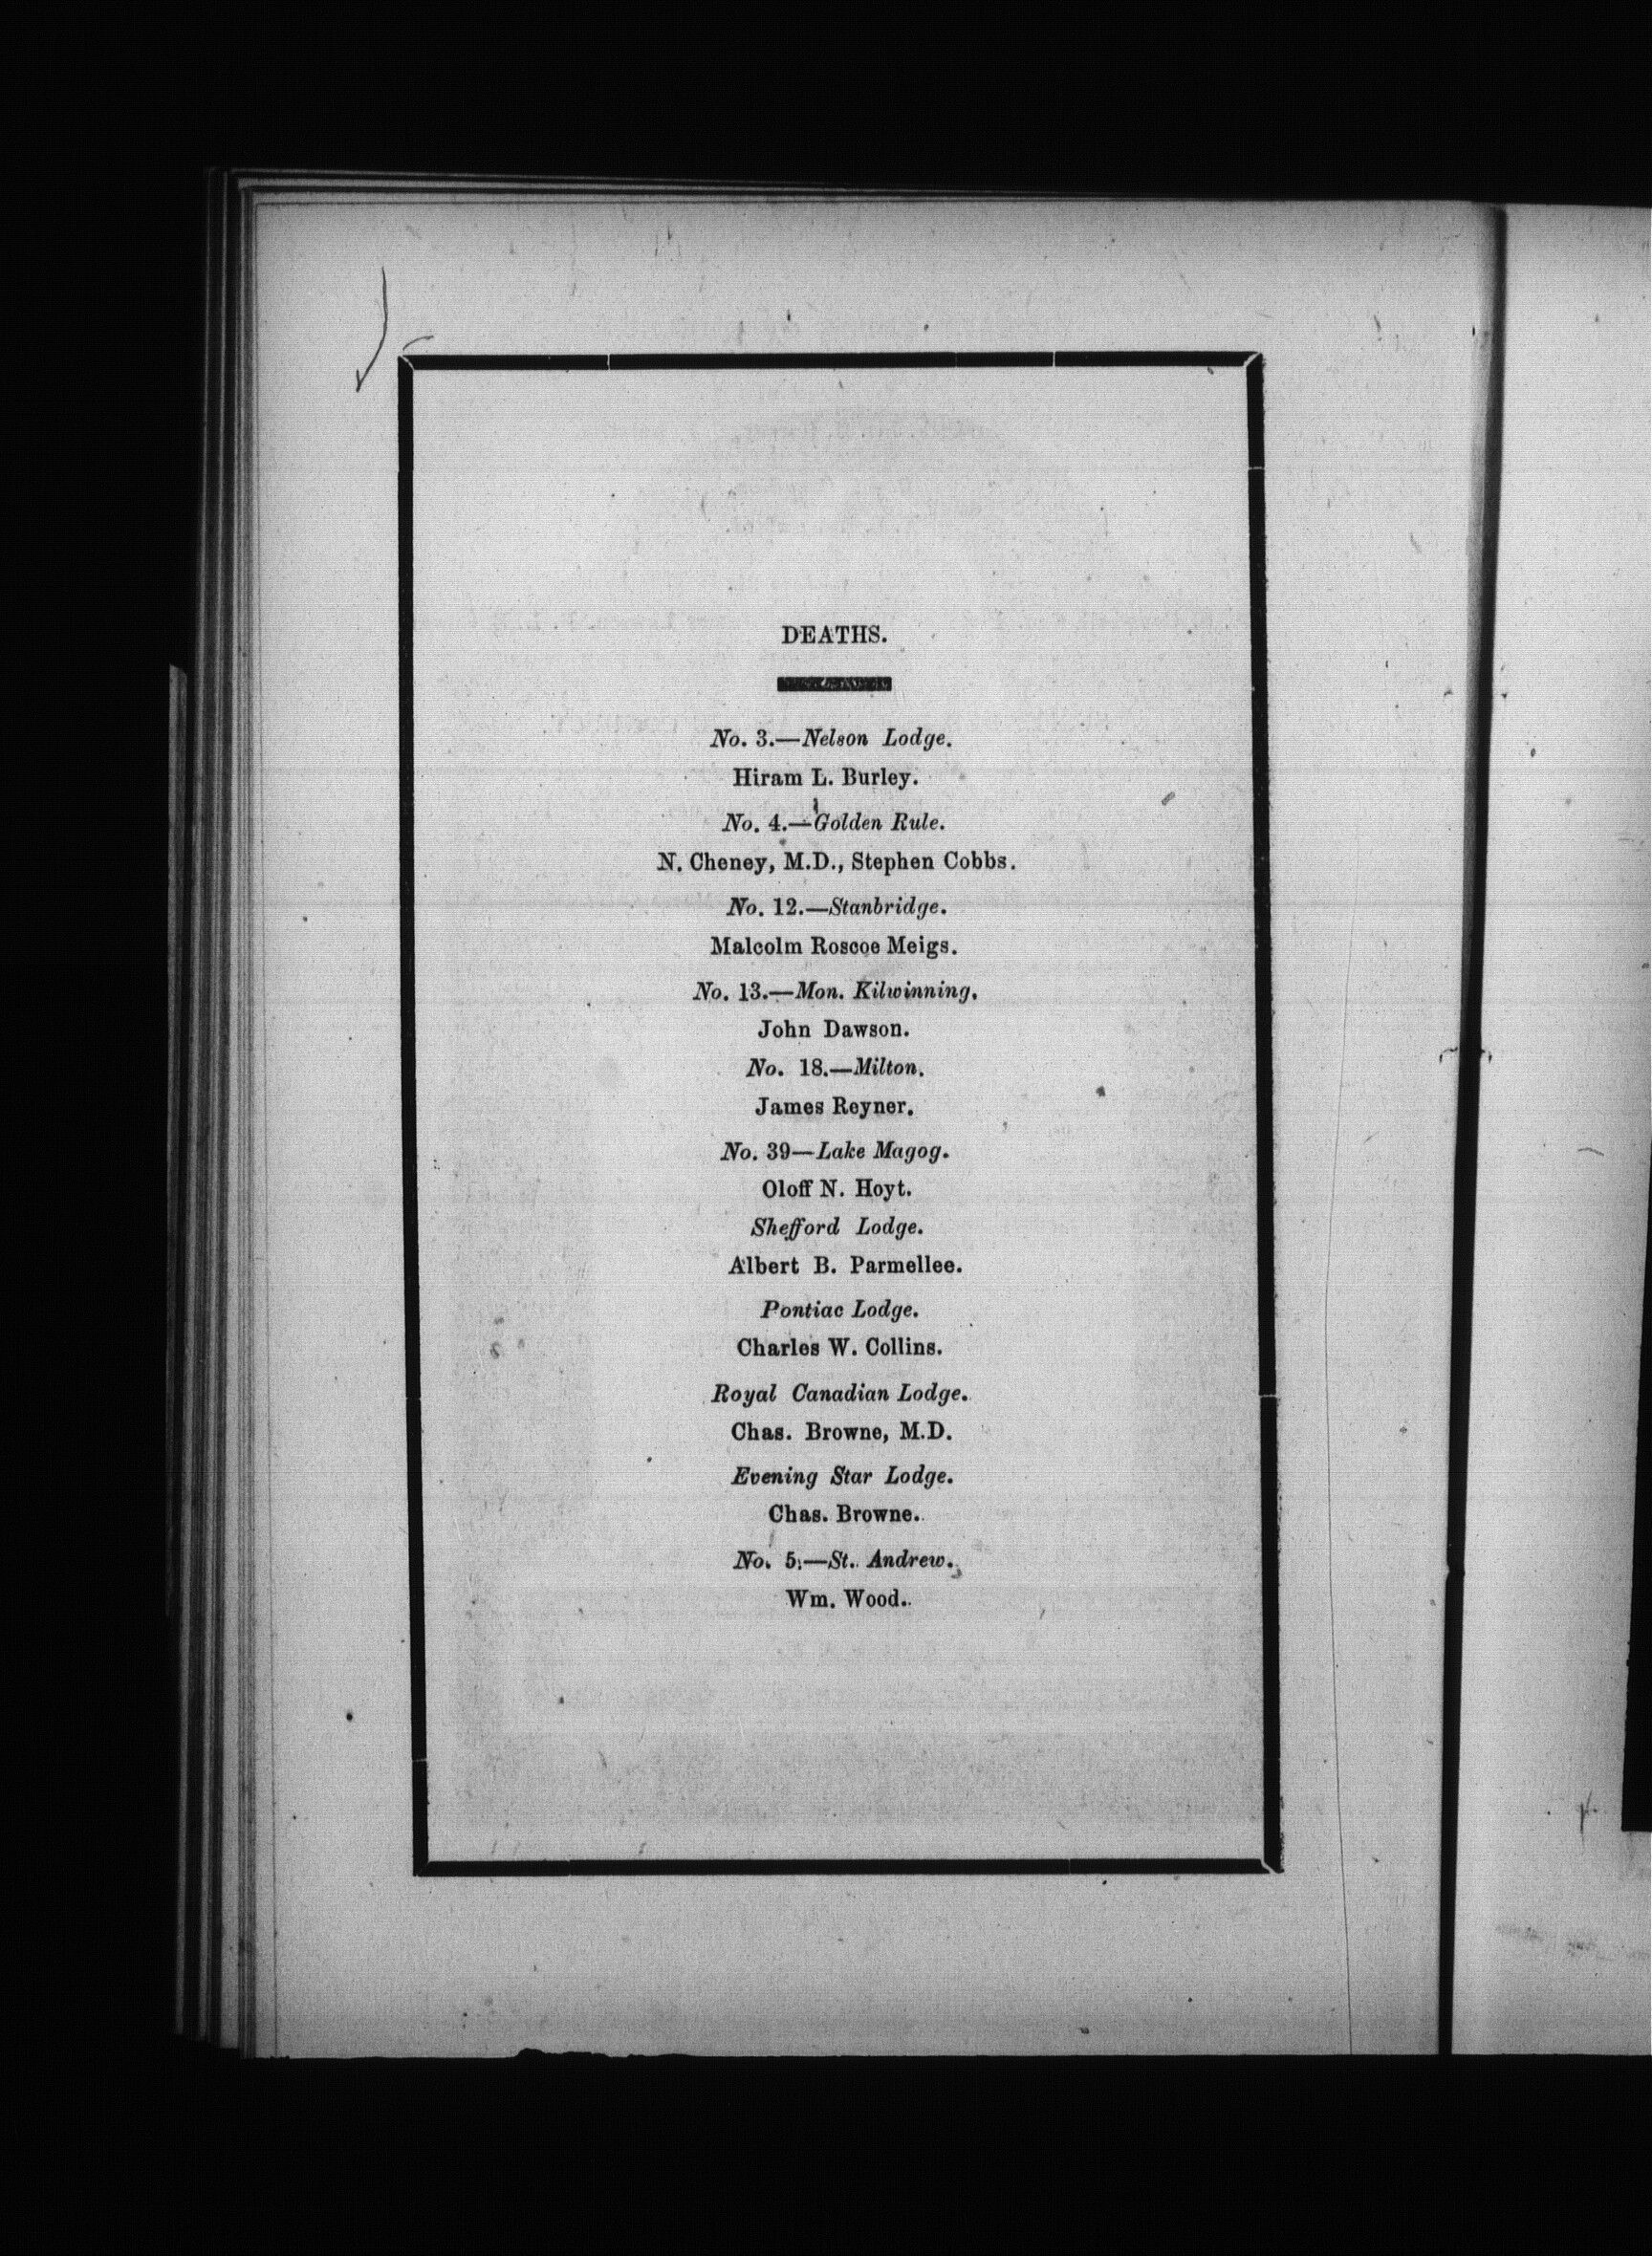 DEATHS.
No. 3.—Nelson Lodge.
Hiram L. Burley.
No. 4.—Golden Rule.
N. Cheney, M.D., Stephen Cobbs.
No. 12.—Stanbridge.
Malcolm Roscoe Meigs.
No. 13.—Mon. Kilwinning.
John Dawson.
No. 18.—Milton.
James Reyner.
No. 39—Lake Magog.
Oloff N. Hoyt.
Shefford Lodge.
Albert B. Parmellee.
Pontiac Lodge.
Charles W. Collins.
Royal Canadian Lodge.
Chas. Browne, M.D.
Evening Star Lodge.
Chas. Browne.
No. 5.—St. Andrew.
Wm. Wood.